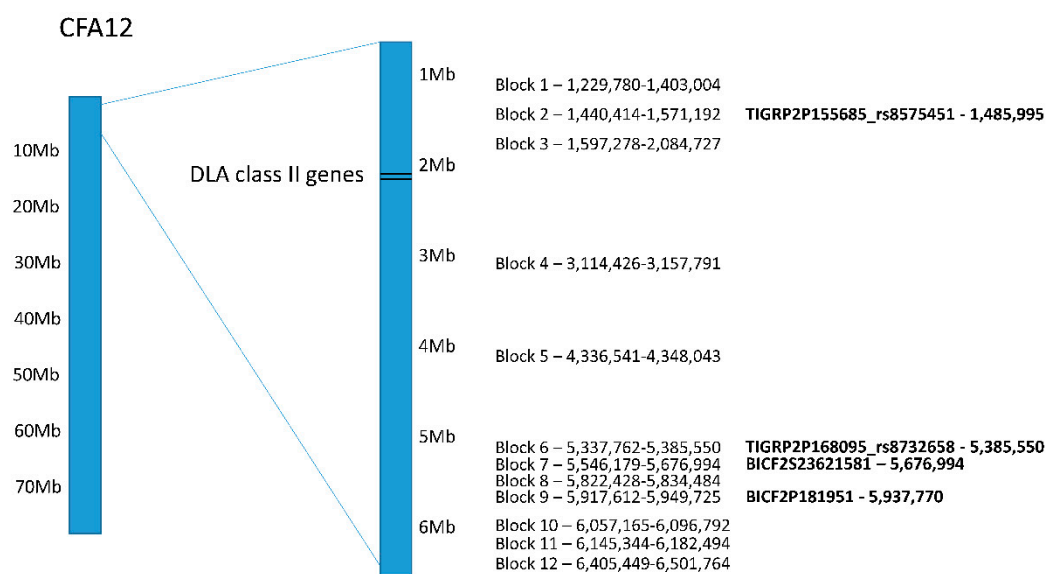 CFA12
10Mb
20Mb
30Mb
40Mb
50Mb
60Mb
70Mb
DLA class II genes
1Mb
2Mb
3Mb
4Mb
5Mb
6Mb
Block 1 – 1,229,780-1,403,004
Block 2 – 1,440,414-1,571,192 TIGRP2P155685_rs8575451 - 1,485,995
Block 3 – 1,597,278-2,084,727
Block 4 – 3,114,426-3,157,791
Block 5 – 4,336,541-4,348,043
Block 6 – 5,337,762-5,385,550 TIGRP2P168095_rs8732658 - 5,385,550
Block 7 – 5,546,179-5,676,994 BICF2S23621581 – 5,676,994
Block 8 – 5,822,428-5,834,484
Block 9 – 5,917,612-5,949,725 BICF2P181951 - 5,937,770
Block 10 – 6,057,165-6,096,792
Block 11 – 6,145,344-6,182,494
Block 12 – 6,405,449-6,501,764